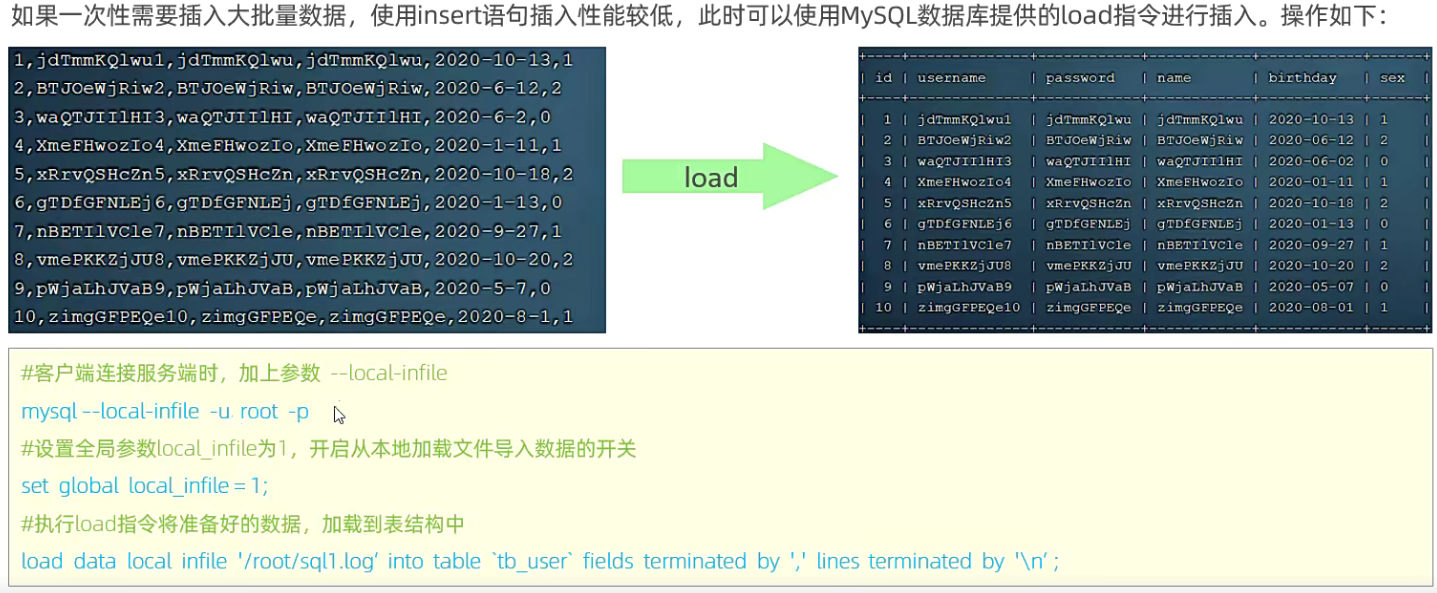 如果一次性需要插入大批量数据，使用insert语句插入性能较低，此时可以使用MySQL数据库提供的load指令进行插入。操作如下：
1,jdTmmKQlwu1,jdTmmKQlwu,jdTmmKQlwu,2020-10-13,1
2,BTJOeWjRiw2,BTJOeWjRiw,BTJOeWjRiw,2020-6-12,2
3,waQTJIIlHI3,waQTJIIlHI,waQTJIIlHI,2020-6-2,0
4,XmeFHwozIo4,XmeFHwozIo,XmeFHwozIo,2020-1-11,1
5,xRrvQSHcZn5,xRrvQSHcZn,xRrvQSHcZn,2020-10-18,2
6,gTDfGFNLEj6,gTDfGFNLEj,gTDfGFNLEj,2020-1-13,0
7,nBETIlVCle7,nBETIlVCle,nBETIlVCle,2020-9-27,1
8,vmePKKZjJU8,vmePKKZjJU,vmePKKZjJU,2020-10-20,2
9,pWjaLhJVaB9,pWjaLhJVaB,pWjaLhJVaB,2020-5-7,0
10,zimgGFPEQe10,zimgGFPEQe,zimgGFPEQe,2020-8-1,1
load
| id | username | password | name | birthday | sex |
| 1 | jdTmmKQlwu1 | jdTmmKQlwu | jdTmmKQlwu | 2020-10-13 | 1 |
| 2 | BTJOeWjRiw2 | BTJOeWjRiw | BTJOeWjRiw | 2020-06-12 | 2 |
| 3 | waQTJIIlHI3 | waQTJIIlHI | waQTJIIlHI | 2020-06-02 | 0 |
| 4 | XmeFHwozIo4 | XmeFHwozIo | XmeFHwozIo | 2020-01-11 | 1 |
| 5 | xRrvQSHcZn5 | xRrvQSHcZn | xRrvQSHcZn | 2020-10-18 | 2 |
| 6 | gTDfGFNLEj6 | gTDfGFNLEj | gTDfGFNLEj | 2020-01-13 | 0 |
| 7 | nBETIlVCle7 | nBETIlVCle | nBETIlVCle | 2020-09-27 | 1 |
| 8 | vmePKKZjJU8 | vmePKKZjJU | vmePKKZjJU | 2020-10-20 | 2 |
| 9 | pWjaLhJVaB9 | pWjaLhJVaB | pWjaLhJVaB | 2020-05-07 | 0 |
| 10 | zimgGFPEQe10 | zimgGFPEQe | zimgGFPEQe | 2020-08-01 | 1 |
#客户端连接服务端时，加上参数 --local-infile
mysql --local-infile -u root -p
#设置全局参数local_infile为1，开启从本地加载文件导入数据的开关
set global local_infile = 1;
#执行load指令将准备好的数据，加载到表结构中
load data local infile '/root/sql1.log’ into table `tb_user` fields terminated by ',' lines terminated by '\n’ ;